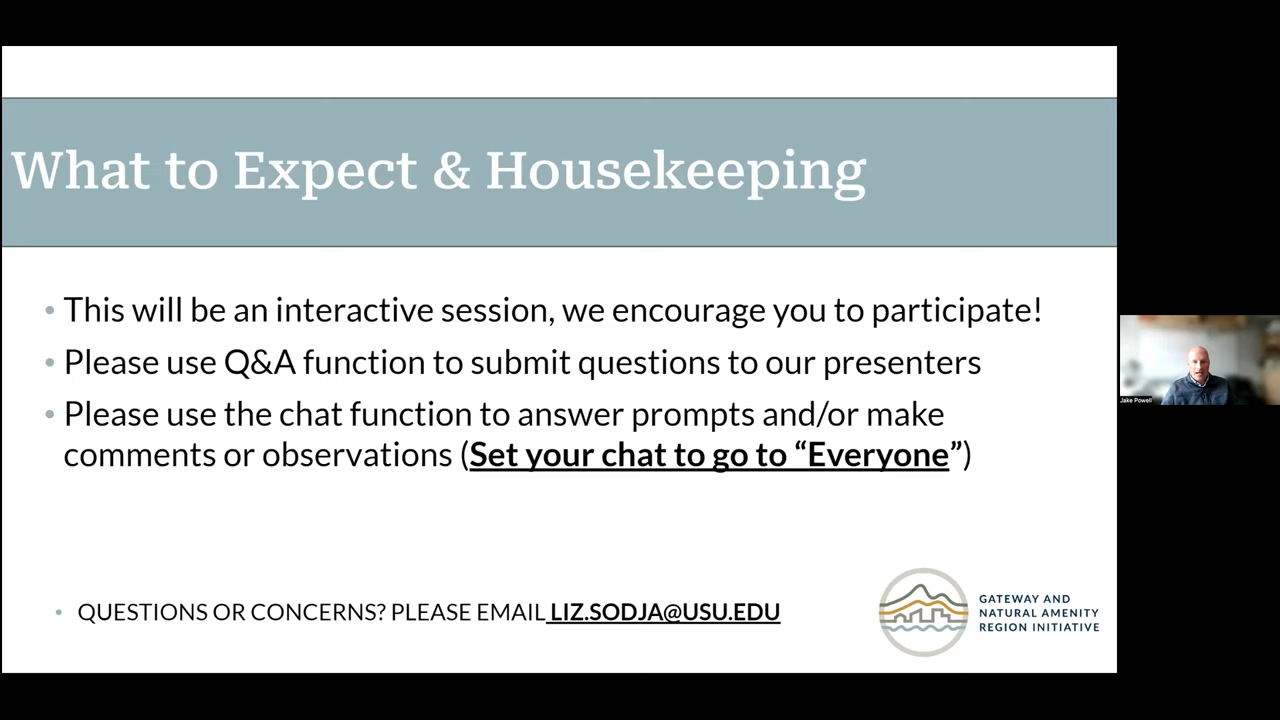 What to Expect & Housekeeping
• This will be an interactive session, we encourage you to participate!
• Please use Q&A function to submit questions to our presenters
• Please use the chat function to answer prompts and/or make
comments or observations (Set your chat to go to “Everyone”)
• QUESTIONS OR CONCERNS? PLEASE EMAIL LIZ.SODJA@USU.EDU
GATEWAY AND
NATURAL AMENITY
REGION INITIATIVE
Jake Powell